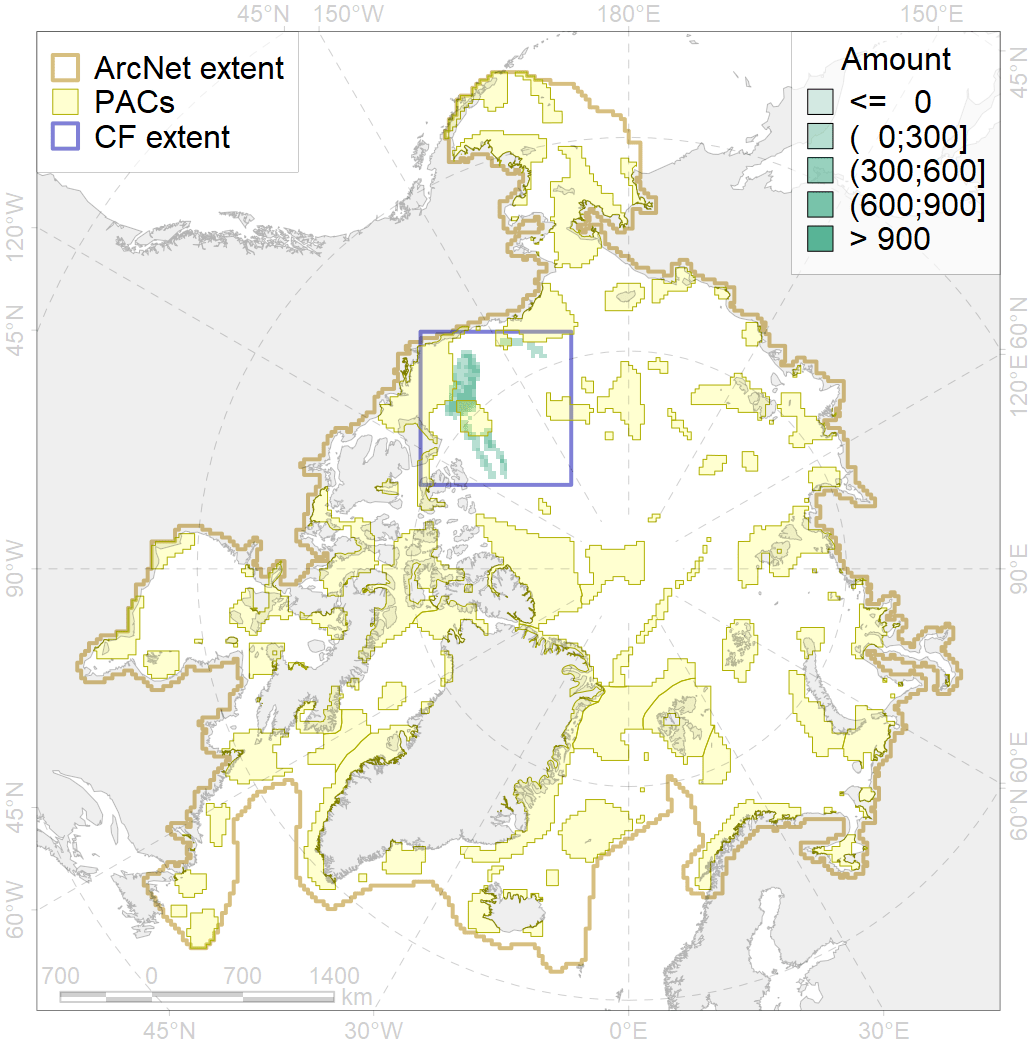 45°N 150°W 180°E 150°E
ArcNet extent
PACs
CF extent
Amount
<= 0
( 0;300]
(300;600]
(600;900]
> 900
45°N
120°W
45°N
60°N
120°E
90°W
90°E
45°N
60°N
60°E
60°W
700 0 700 1400
km
45°N 30°W 0°E 30°E